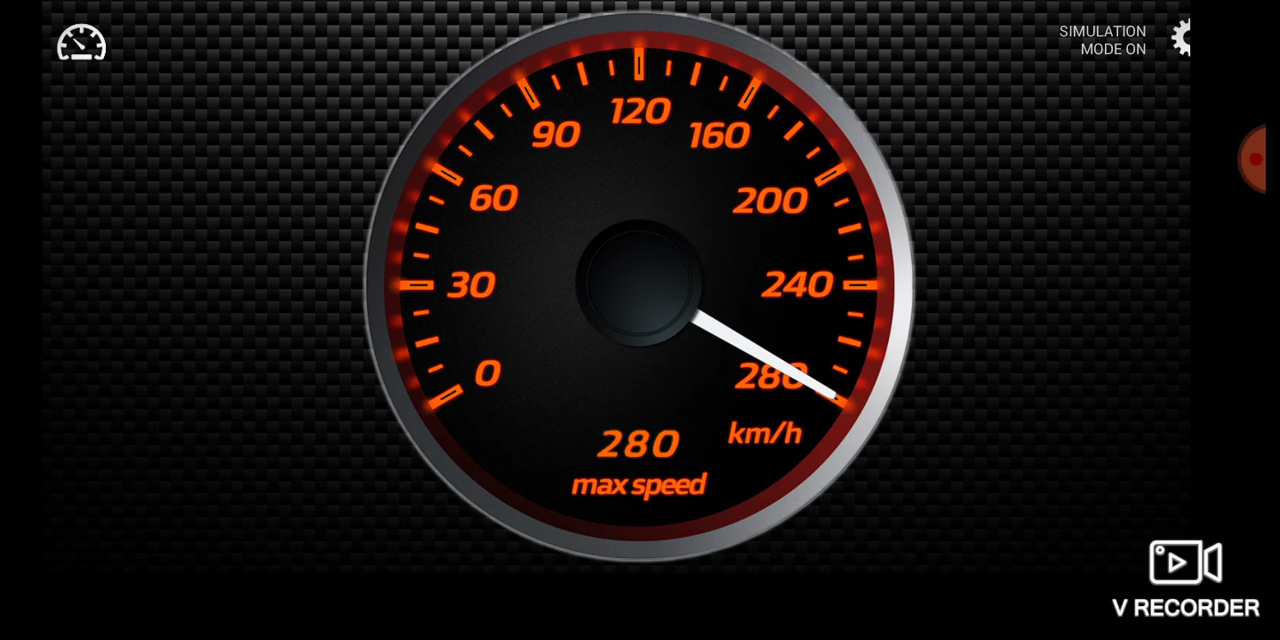 SIMULATION
MODE ON
120
90
160
60
200
30
240
0
280
km/h
280
max speed
V RECORDER